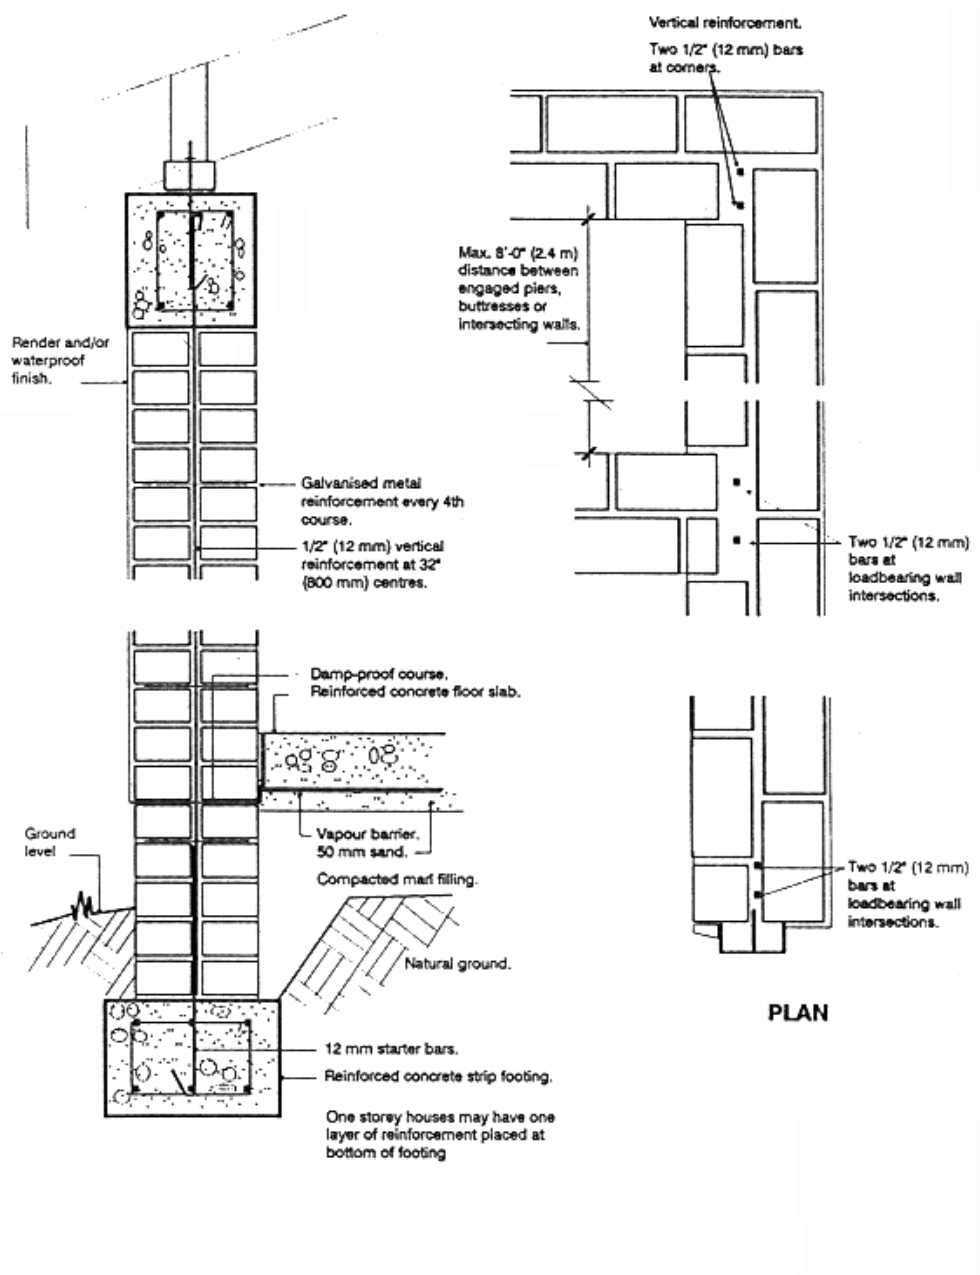 Vertical reinforcement.
Two 1/2" (12 mm) bars
at corners.
Max. 8'-0" (2.4 m)
distance between
engaged piers,
buttresses or
intersecting walls.
Render and/or
waterproof
finish.
Galvanised metal
reinforcement every 4th
course.
1/2" (12 mm) vertical
reinforcement at 32"
(800 mm) centres.
Two 1/2" (12 mm)
bars at
loadbearing wall
intersections.
Damp-proof course.
Reinforced concrete floor slab.
Ground
level
Vapour barrier.
50 mm sand.
Compacted marl filling.
Two 1/2" (12 mm)
bars at
loadbearing wall
intersections.
Natural ground.
PLAN
12 mm starter bars.
Reinforced concrete strip footing.
One storey houses may have one
layer of reinforcement placed at
bottom of footing